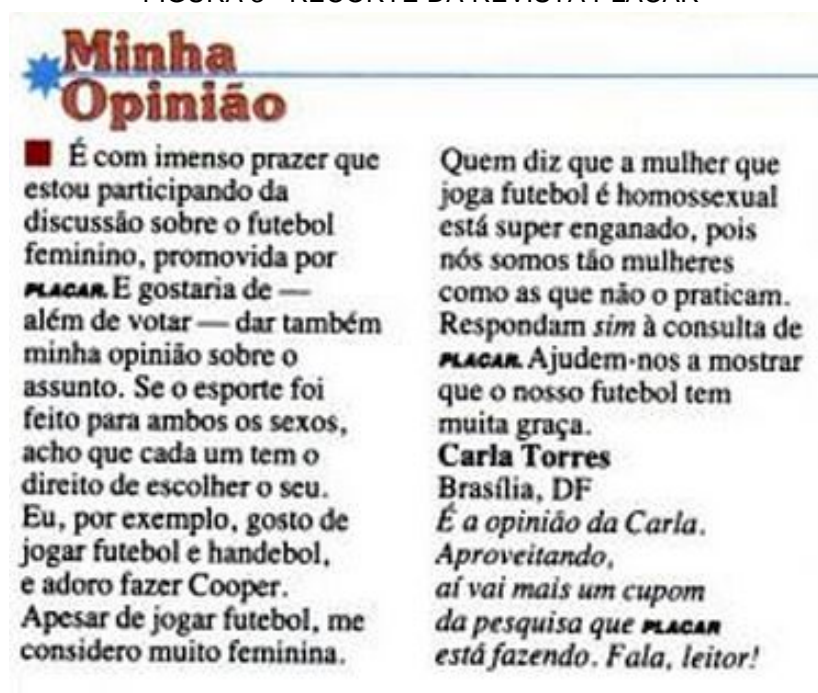 Minha
Opinião
É com imenso prazer que
estou participando da
discussão sobre o futebol
feminino, promovida por
PLACAR. E gostaria de —
além de votar — dar também
minha opinião sobre o
assunto. Se o esporte foi
feito para ambos os sexos,
acho que cada um tem o
direito de escolher o seu.
Eu, por exemplo, gosto de
jogar futebol e handebol,
e adoro fazer Cooper.
Apesar de jogar futebol, me
considero muito feminina.
Quem diz que a mulher que
joga futebol é homossexual
está super enganado, pois
nós somos tão mulheres
como as que não o praticam.
Respondam sim à consulta de
PLACAR. Ajudem-nos a mostrar
que o nosso futebol tem
muita graça.
Carla Torres
Brasília, DF
É a opinião da Carla.
Aproveitando,
aí vai mais um cupom
da pesquisa que PLACAR
está fazendo. Fala, leitor!